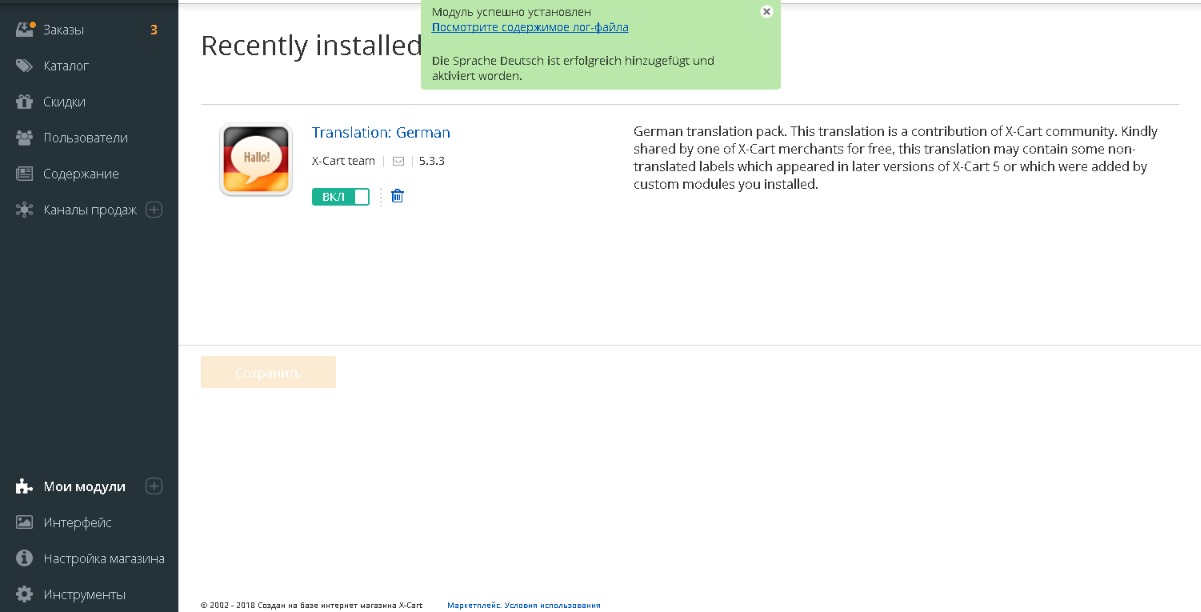 Заказы 3
Каталог
Скидки
Пользователи
Содержание
Каналы продаж
Мои модули
Интерфейс
Настройка магазина
Инструменты
Модуль успешно установлен
Посмотрите содержимое лог-файла
Die Sprache Deutsch ist erfolgreich hinzugefügt und
aktiviert worden.
Recently installed
Hallo!
Translation: German
X-Cart team | 5.3.3
ВКЛ
German translation pack. This translation is a contribution of X-Cart community. Kindly
shared by one of X-Cart merchants for free, this translation may contain some non-
translated labels which appeared in later versions of X-Cart 5 or which were added by
custom modules you installed.
Сохранить
© 2002 - 2018 Создан на базе интернет магазина X-Cart Маркетплейс. Условия использования